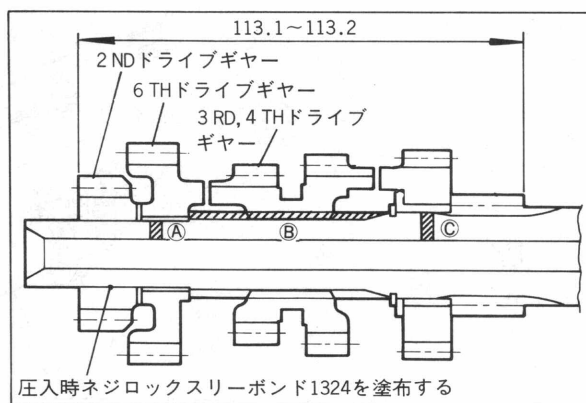 113.1～113.2
2NDドライブギヤー
6THドライブギヤー
3RD,4THドライブ
ギヤー
Ⓐ
Ⓑ
Ⓒ
圧入時ネジロックスリーボンド1324を塗布する